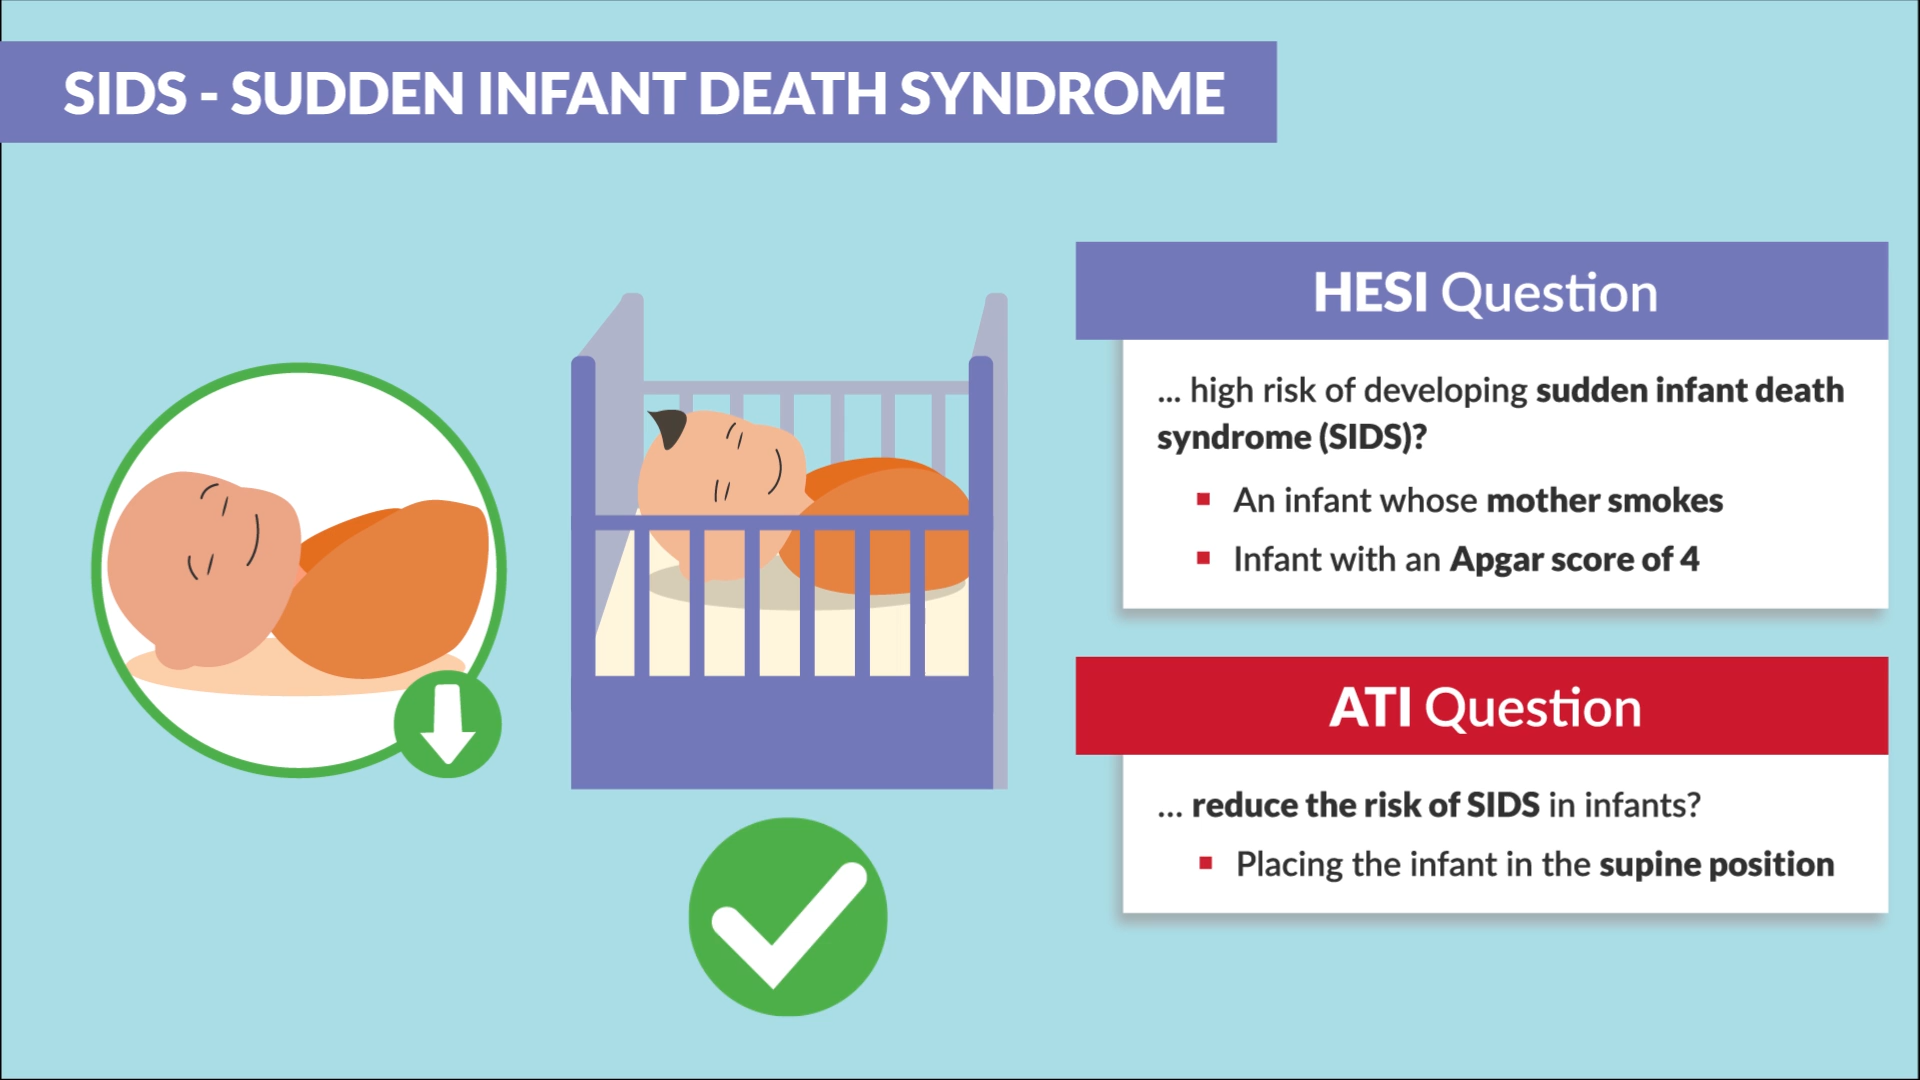 SIDS - SUDDEN INFANT DEATH SYNDROME
HESI Question
... high risk of developing sudden infant death
syndrome (SIDS)?
An infant whose mother smokes
Infant with an Apgar score of 4
ATI Question
... reduce the risk of SIDS in infants?
Placing the infant in the supine position